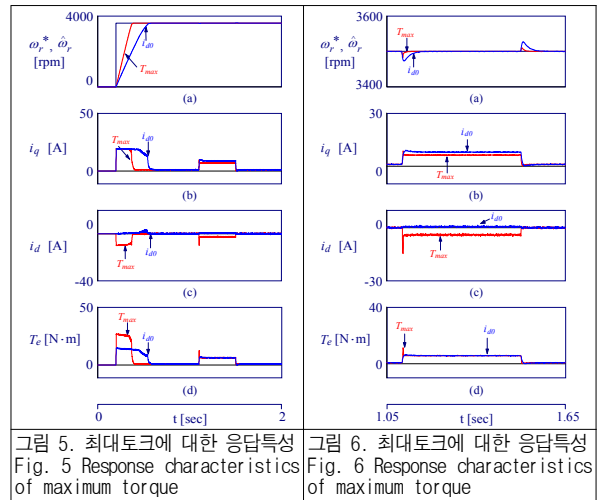 4000
ωr*, ω̂r
[rpm]
0
id0
Tmax
(a)
50
iq [A]
0
Tmax
id0
(b)
0
id [A]
-40
Tmax
id0
(c)
50
Te [N·m]
0
Tmax
id0
(d)
0
t [sec]
2
그림 5. 최대토크에 대한 응답특성
Fig. 5 Response characteristics
of maximum torque
3600
ωr*, ω̂r
[rpm]
3400
Tmax
id0
(a)
30
iq [A]
0
id0
Tmax
(b)
0
id [A]
-30
id0
Tmax
(c)
40
Te [N·m]
0
Tmax
id0
(d)
1.05
t [sec]
1.65
그림 6. 최대토크에 대한 응답특성
Fig. 6 Response characteristics
of maximum torque